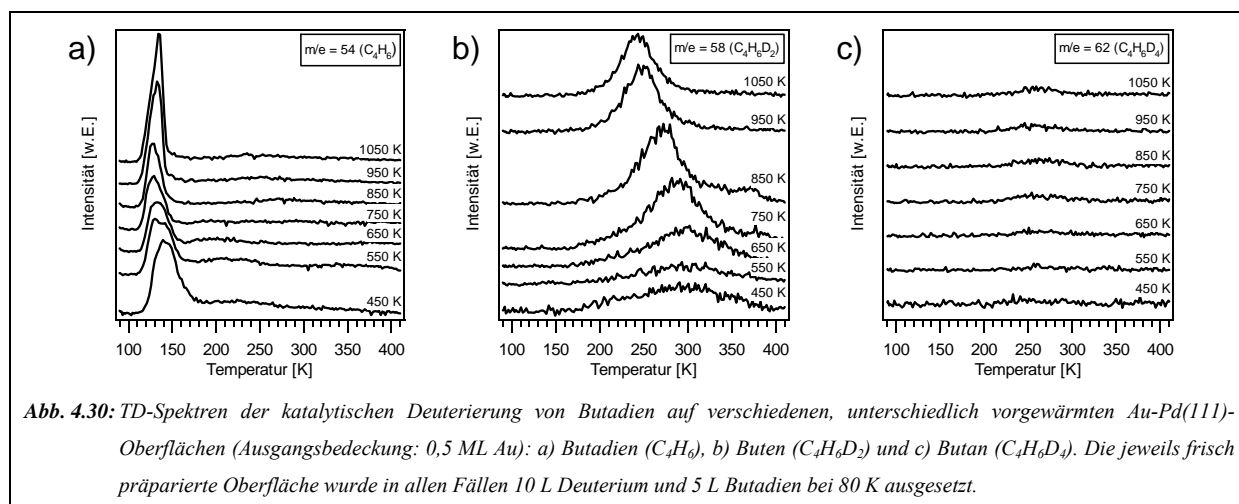 a)
m/e = 54 (C₄H₆)
Intensität [w.E.]
1050 K
950 K
850 K
750 K
650 K
550 K
450 K
100 150 200 250 300 350 400
Temperatur [K]
b)
m/e = 58 (C₄H₆D₂)
Intensität [w.E.]
1050 K
950 K
850 K
750 K
650 K
550 K
450 K
100 150 200 250 300 350 400
Temperatur [K]
c)
m/e = 62 (C₄H₆D₄)
Intensität [w.E.]
1050 K
950 K
850 K
750 K
650 K
550 K
450 K
100 150 200 250 300 350 400
Temperatur [K]
Abb. 4.30: TD-Spektren der katalytischen Deuterierung von Butadien auf verschiedenen, unterschiedlich vorgewärmten Au-Pd(111)-
Oberflächen (Ausgangsbedeckung: 0,5 ML Au): a) Butadien (C₄H₆), b) Buten (C₄H₆D₂) und c) Butan (C₄H₆D₄). Die jeweils frisch
präparierte Oberfläche wurde in allen Fällen 10 L Deuterium und 5 L Butadien bei 80 K ausgesetzt.